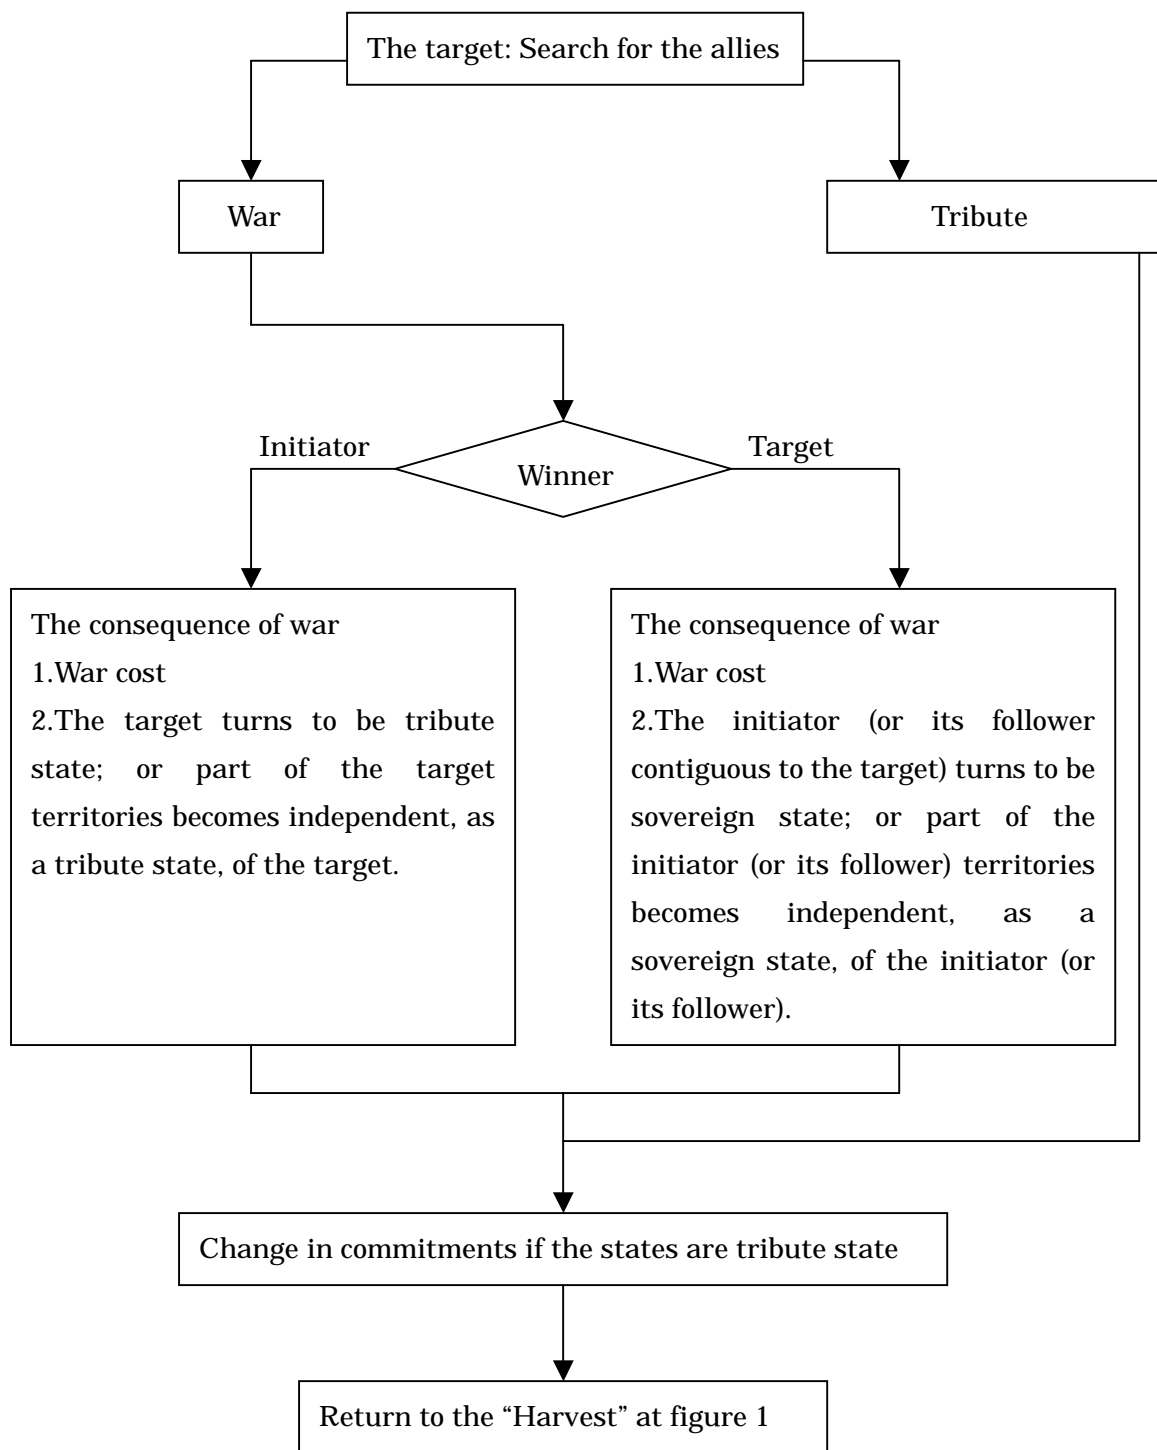 The target: Search for the allies
War
Tribute
Initiator
Target
Winner
The consequence of war
1.War cost
2.The target turns to be tribute
state; or part of the target
territories becomes independent, as
a tribute state, of the target.
The consequence of war
1.War cost
2.The initiator (or its follower
contiguous to the target) turns to be
sovereign state; or part of the
initiator (or its follower) territories
becomes independent, as a
sovereign state, of the initiator (or
its follower).
Change in commitments if the states are tribute state
Return to the “Harvest” at figure 1